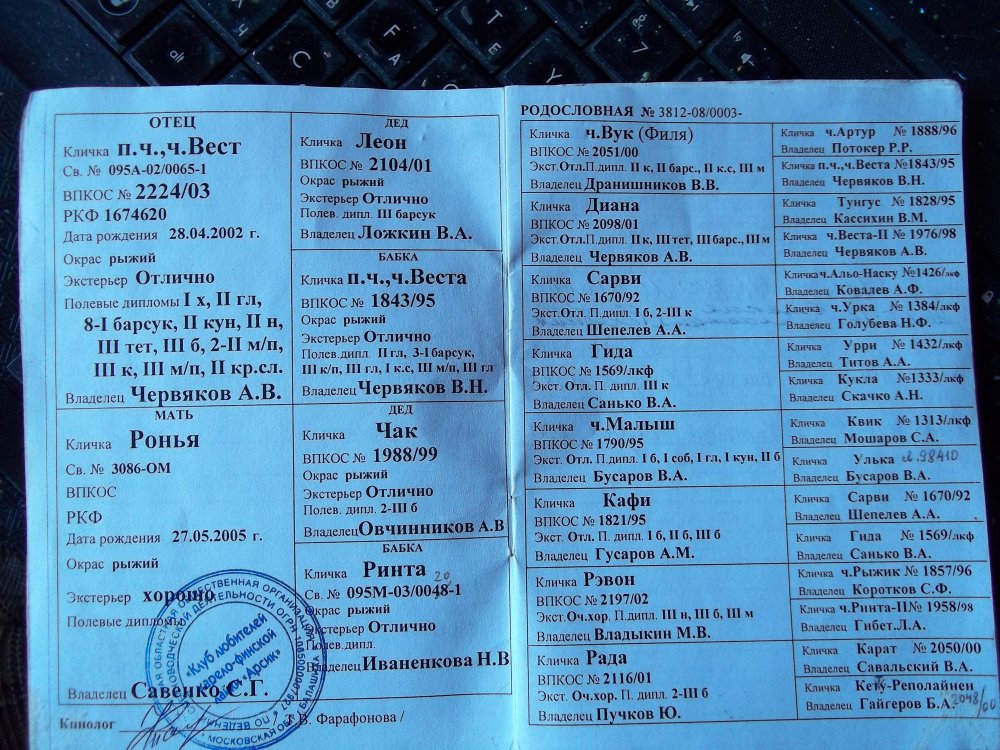 ОТЕЦ
Кличка п.ч.,ч.Вест
Св. № 095А-02/0065-1
ВПКОС № 2224/03
РКФ 1674620
Дата рождения 28.04.2002 г.
Окрас рыжий
Экстерьер Отлично
Полевые дипломы I х, II гл,
8-I барсук, II кун, II н,
III тет, III б, 2-II м/п,
III к, III м/п, II кр.сл.
Владелец Червяков А.В.
МАТЬ
Кличка Ронья
Св. № 3086-ОМ
ВПКОС
РКФ
Дата рождения 27.05.2005 г.
Окрас рыжий
Экстерьер хорошо
Полевые дипломы
Владелец Савенко С.Г.
Кинолог В. Фарафонова /
«Клуб любителей
карело-финской
лайки «Арсик»
ДЕД
Кличка Леон
ВПКОС № 2104/01
Окрас рыжий
Экстерьер Отлично
Полев. дипл. III барсук
Владелец Ложкин В.А.
БАБКА
Кличка п.ч.,ч.Веста
ВПКОС № 1843/95
Окрас рыжий
Экстерьер Отлично
Полев.дипл. II гл, 3-I барсук,
III к/п, III гл, I к.с, III м/п, III гл
Владелец Червяков В.Н.
ДЕД
Кличка Чак
ВПКОС № 1988/99
Окрас рыжий
Экстерьер Отлично
Полев. дипл. 2-III б
Владелец Овчинников А.В
БАБКА
Кличка Ринта 20
Св. № 095М-03/0048-1
Окрас рыжий
Экстерьер Отлично
Полев.дипл.
Владелец Иваненкова Н.В
РОДОСЛОВНАЯ № 3812-08/0003-
Кличка ч.Вук (Филя)
ВПКОС № 2051/00
Экст.Отл.П.дипл. II к, II барс., II к.с, III м
Владелец Дранишников В.В.
Кличка Диана
ВПКОС № 2098/01
Экст.Отл.П.дипл. II к, III тет, III барс., III м
Владелец Червяков А.В.
Кличка Сарви
ВПКОС № 1670/92
Экст.Отл. П. дипл. I б, 2-III к
Владелец Шепелев А.А.
Кличка Гида
ВПКОС № 1569/лкф
Экст. Отл. П. дипл. III к
Владелец Санько В.А.
Кличка ч.Малыш
ВПКОС № 1790/95
Экст. Отл. П.дипл. I б, I соб, I гл, I кун, II б
Владелец Бусаров В.А.
Кличка Кафи
ВПКОС № 1821/95
Экст. Отл. П. дипл. I б, II б, III б
Владелец Гусаров А.М.
Кличка Рэвон
ВПКОС № 2197/02
Экст.Оч.хор. П.дипл. III н, III б, III м
Владелец Владыкин М.В.
Кличка Рада
ВПКОС № 2116/01
Экст. Оч.хор. П. дипл. 2-III б
Владелец Пучков Ю.
Кличка ч.Артур № 1888/96
Владелец Потокер Р.Р.
Кличка п.ч.,ч.Веста №1843/95
Владелец Червяков В.Н.
Кличка Тунгус № 1828/95
Владелец Кассихин В.М.
Кличка ч.Веста-II № 1976/98
Владелец Червяков А.В.
Кличка ч.Альо-Наску №1426/лкф
Владелец Ковалев А.Ф.
Кличка ч.Урка № 1384/лкф
Владелец Голубева Н.Ф.
Кличка Урри № 1432/лкф
Владелец Титов А.А.
Кличка Кукла №1333/лкф
Владелец Скачко А.Н.
Кличка Квик № 1313/лкф
Владелец Мошаров С.А.
Кличка Улька 98410
Владелец Бусаров В.А.
Кличка Сарви № 1670/92
Владелец Шепелев А.А.
Кличка Гида № 1569/лкф
Владелец Санько В.А.
Кличка ч.Рыжик № 1857/96
Владелец Коротков С.Ф.
Кличка ч.Ринта-II№ 1958/98
Владелец Гибет.Л.А.
Кличка Карат № 2050/00
Владелец Савальский В.А.
Кличка Кету-Реполайнен
Владелец Гайгеров Б.А. 2048/00